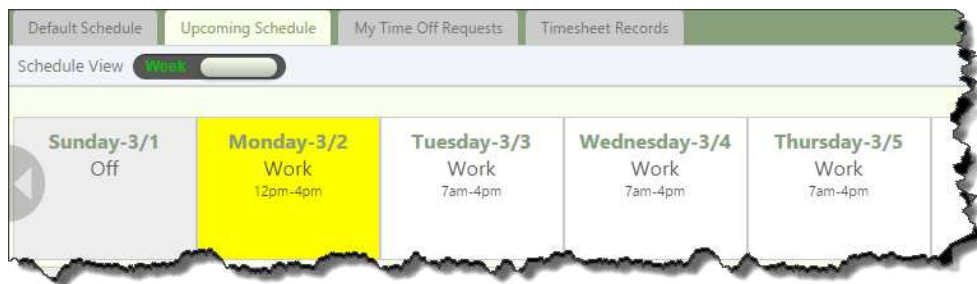 Default Schedule Upcoming Schedule My Time Off Requests Timesheet Records
Schedule View Week
Sunday-3/1 Monday-3/2 Tuesday-3/3 Wednesday-3/4 Thursday-3/5
Off Work Work Work Work
12pm-4pm 7am-4pm 7am-4pm 7am-4pm